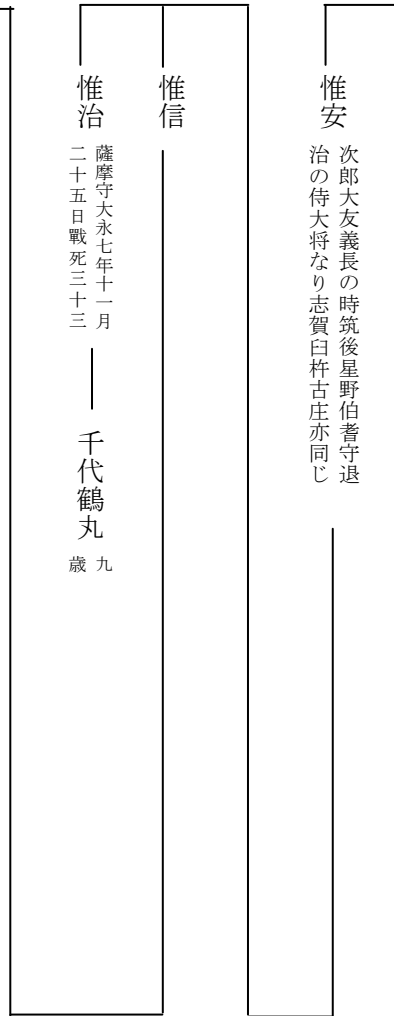 惟安
次郎大友義長の時筑後星野伯耆守退
治の侍大将なり志賀臼杵古庄亦同じ
惟信
惟治
薩摩守大永七年十一月
二十五日戰死三十三
千代鶴丸
九
歳